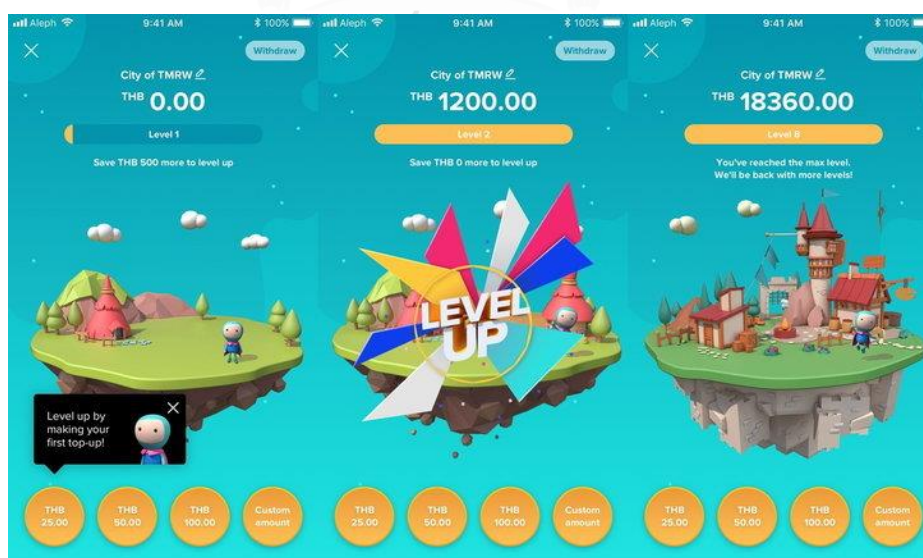 Aleph
9:41 AM
100%
Withdraw
City of TMRW
THB 0.00
Level 1
Save THB 500 more to level up
Level up by
making your
first top-up!
THB
25.00
THB
50.00
THB
100.00
Custom
amount
Aleph
9:41 AM
100%
Withdraw
City of TMRW
THB 1200.00
Level 2
Save THB 0 more to level up
LEVEL
UP
THB
25.00
THB
50.00
THB
100.00
Custom
amount
Aleph
9:41 AM
100%
Withdraw
City of TMRW
THB 18360.00
Level 8
You've reached the max level.
We'll be back with more levels!
THB
25.00
THB
50.00
THB
100.00
Custom
amount